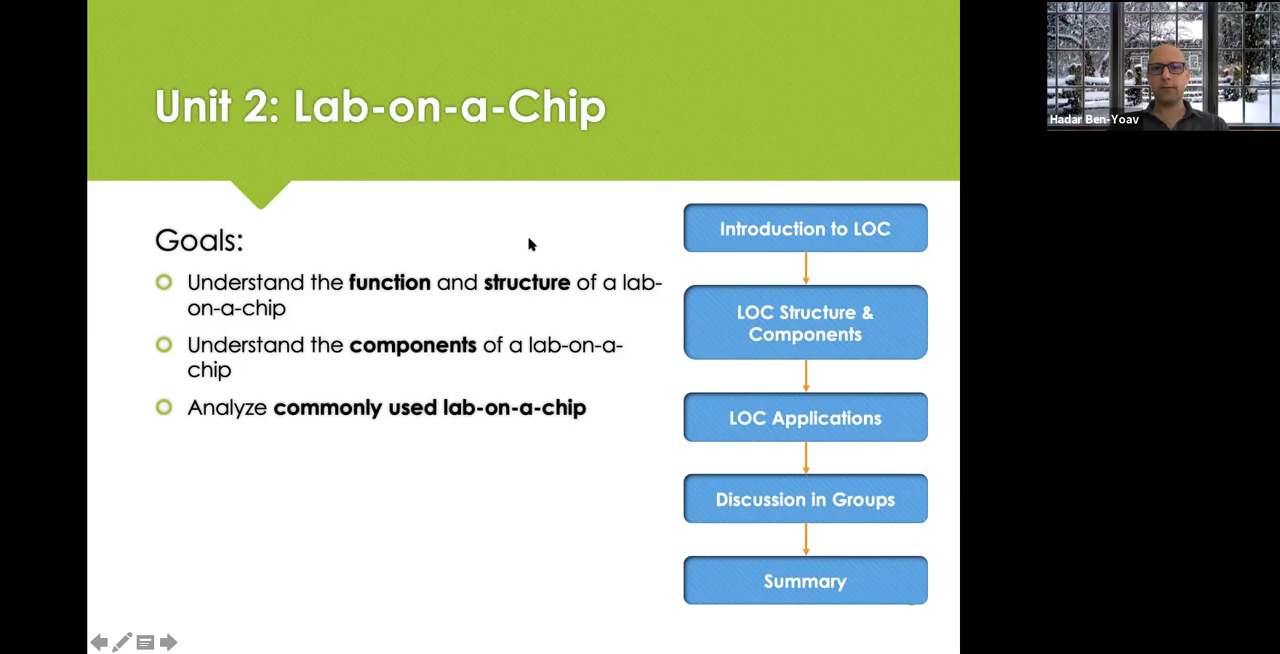 Unit 2: Lab-on-a-Chip
Hadar Ben-Yoav
Goals:
Understand the function and structure of a lab-
on-a-chip
Understand the components of a lab-on-a-
chip
Analyze commonly used lab-on-a-chip
Introduction to LOC
LOC Structure &
Components
LOC Applications
Discussion in Groups
Summary